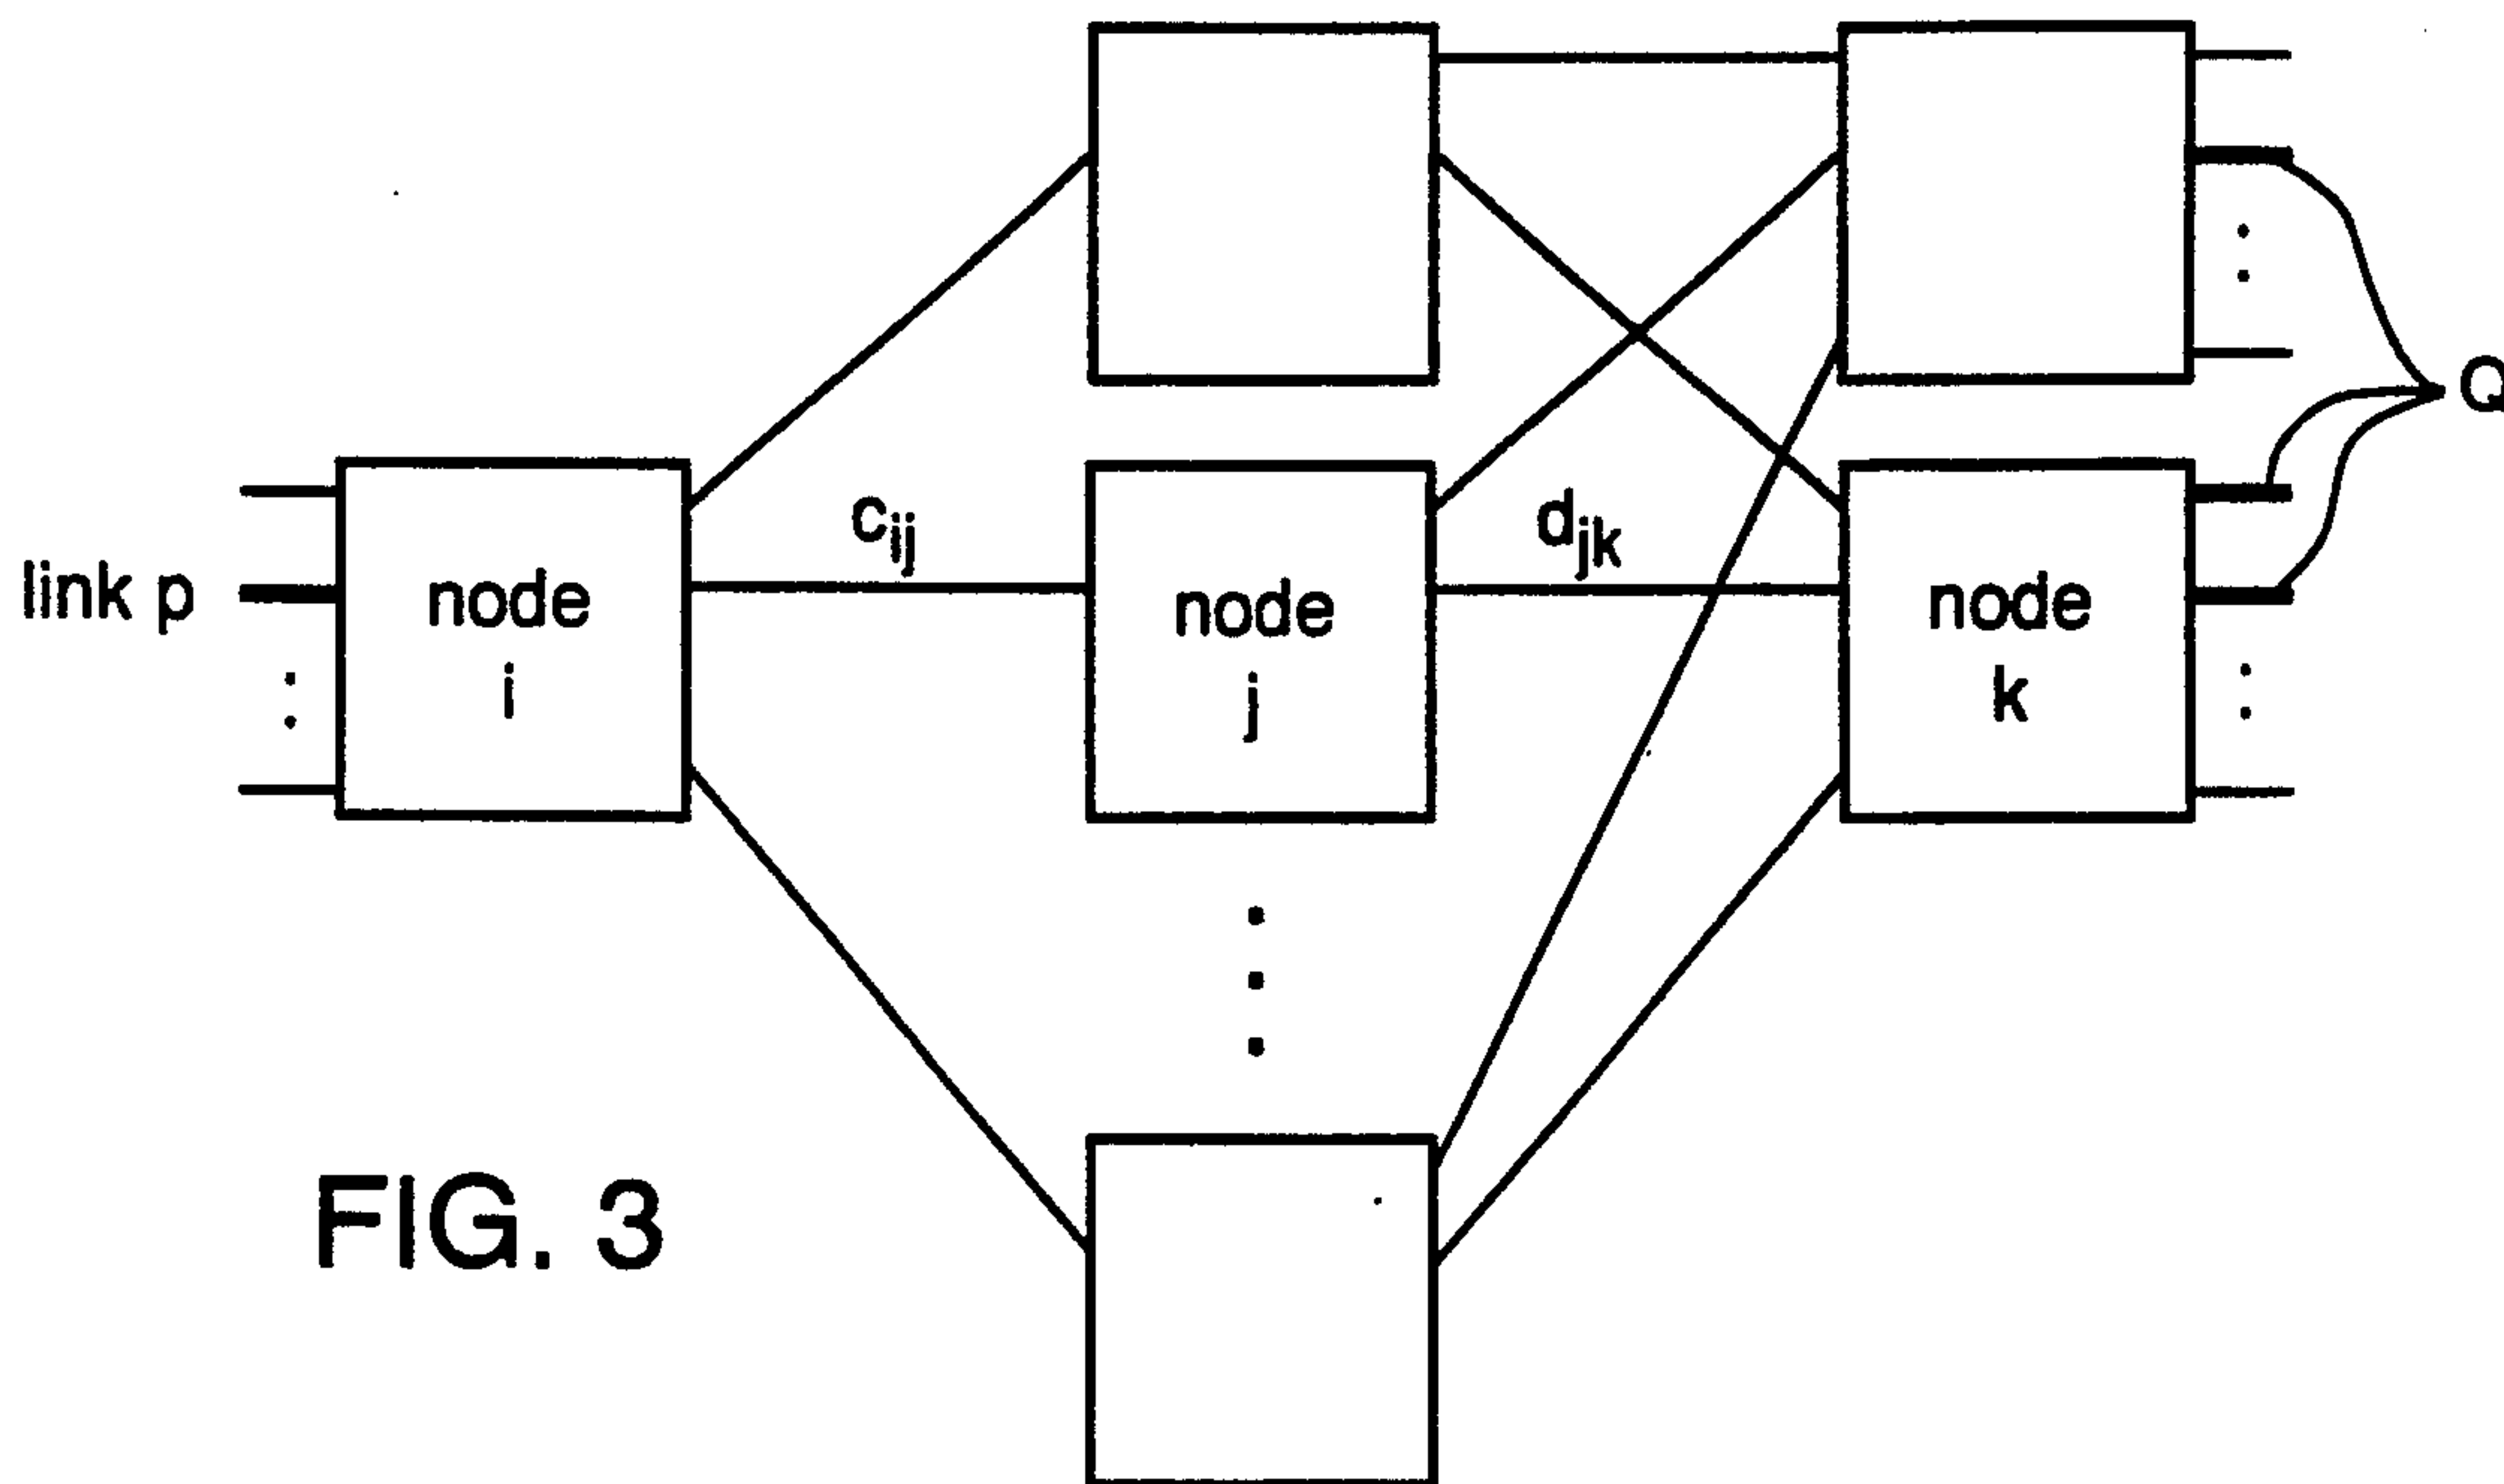 Q
c_ij
d_jk
link p
node
i
node
j
node
k
FIG. 3